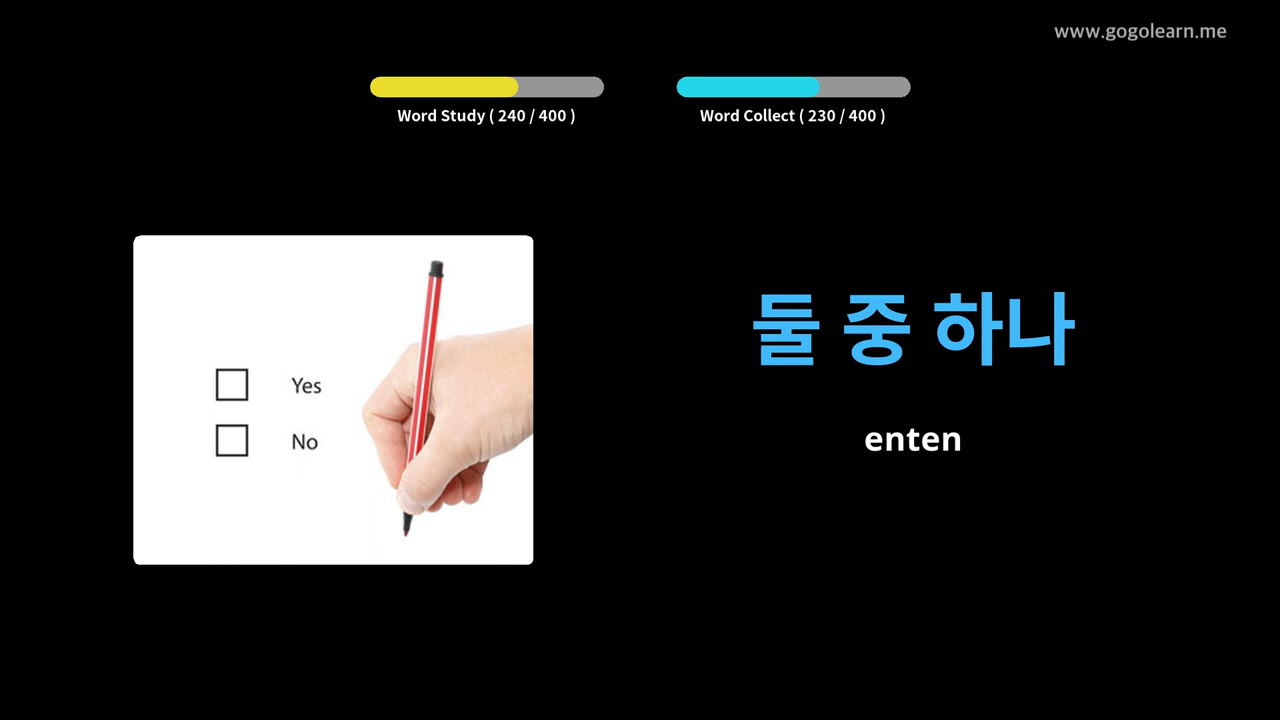 www.gogolearn.me
Word Study ( 240 / 400 )
Word Collect ( 230 / 400 )
Yes
No
둘 중 하나
enten